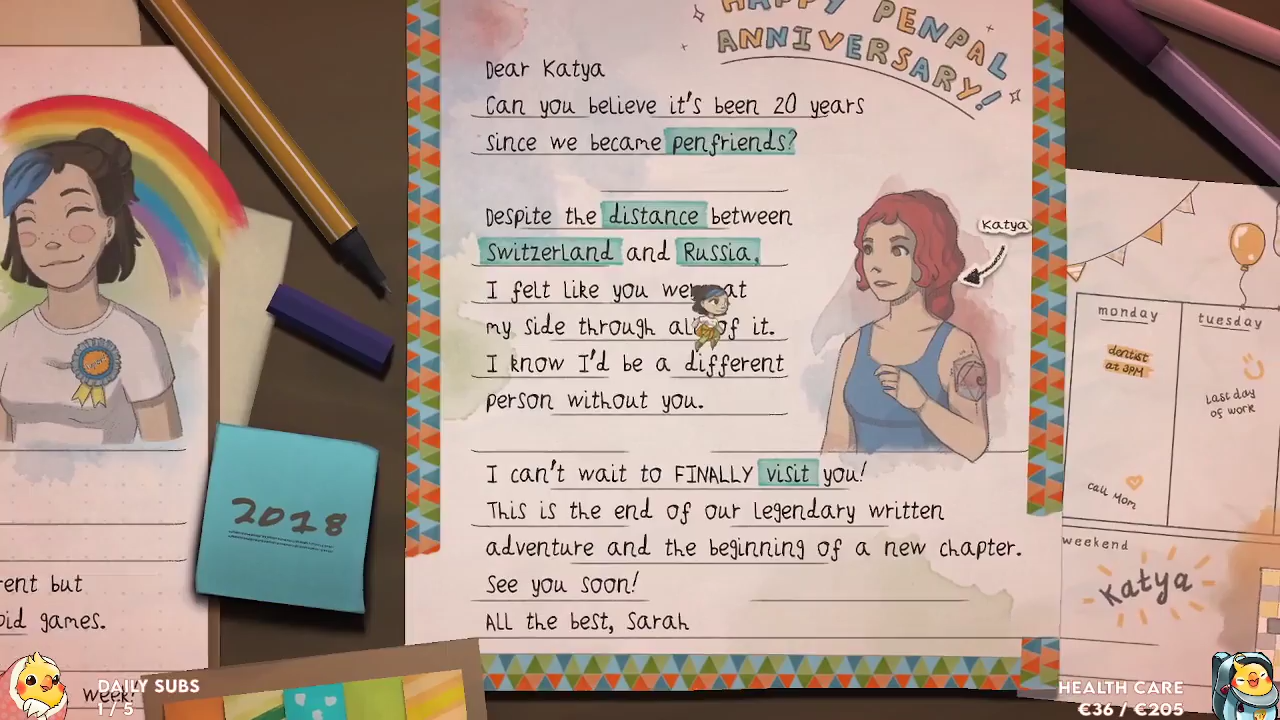 HAPPY PENPAL
ANNIVERSARY!
Dear Katya
Can you believe it's been 20 years
since we became penfriends?
Despite the distance between
Switzerland and Russia,
I felt like you were at
my side through all of it.
I know I'd be a different
person without you.
I can't wait to FINALLY visit you!
This is the end of our legendary written
adventure and the beginning of a new chapter.
See you soon!
All the best, Sarah
Katya
2018
rent but
games.
week!
monday
tuesday
dentist
at 3PM
Last day
of work
call Mom
weekend
Katya
DAILY SUBS
1 / 5
HEALTH CARE
€36 / €205